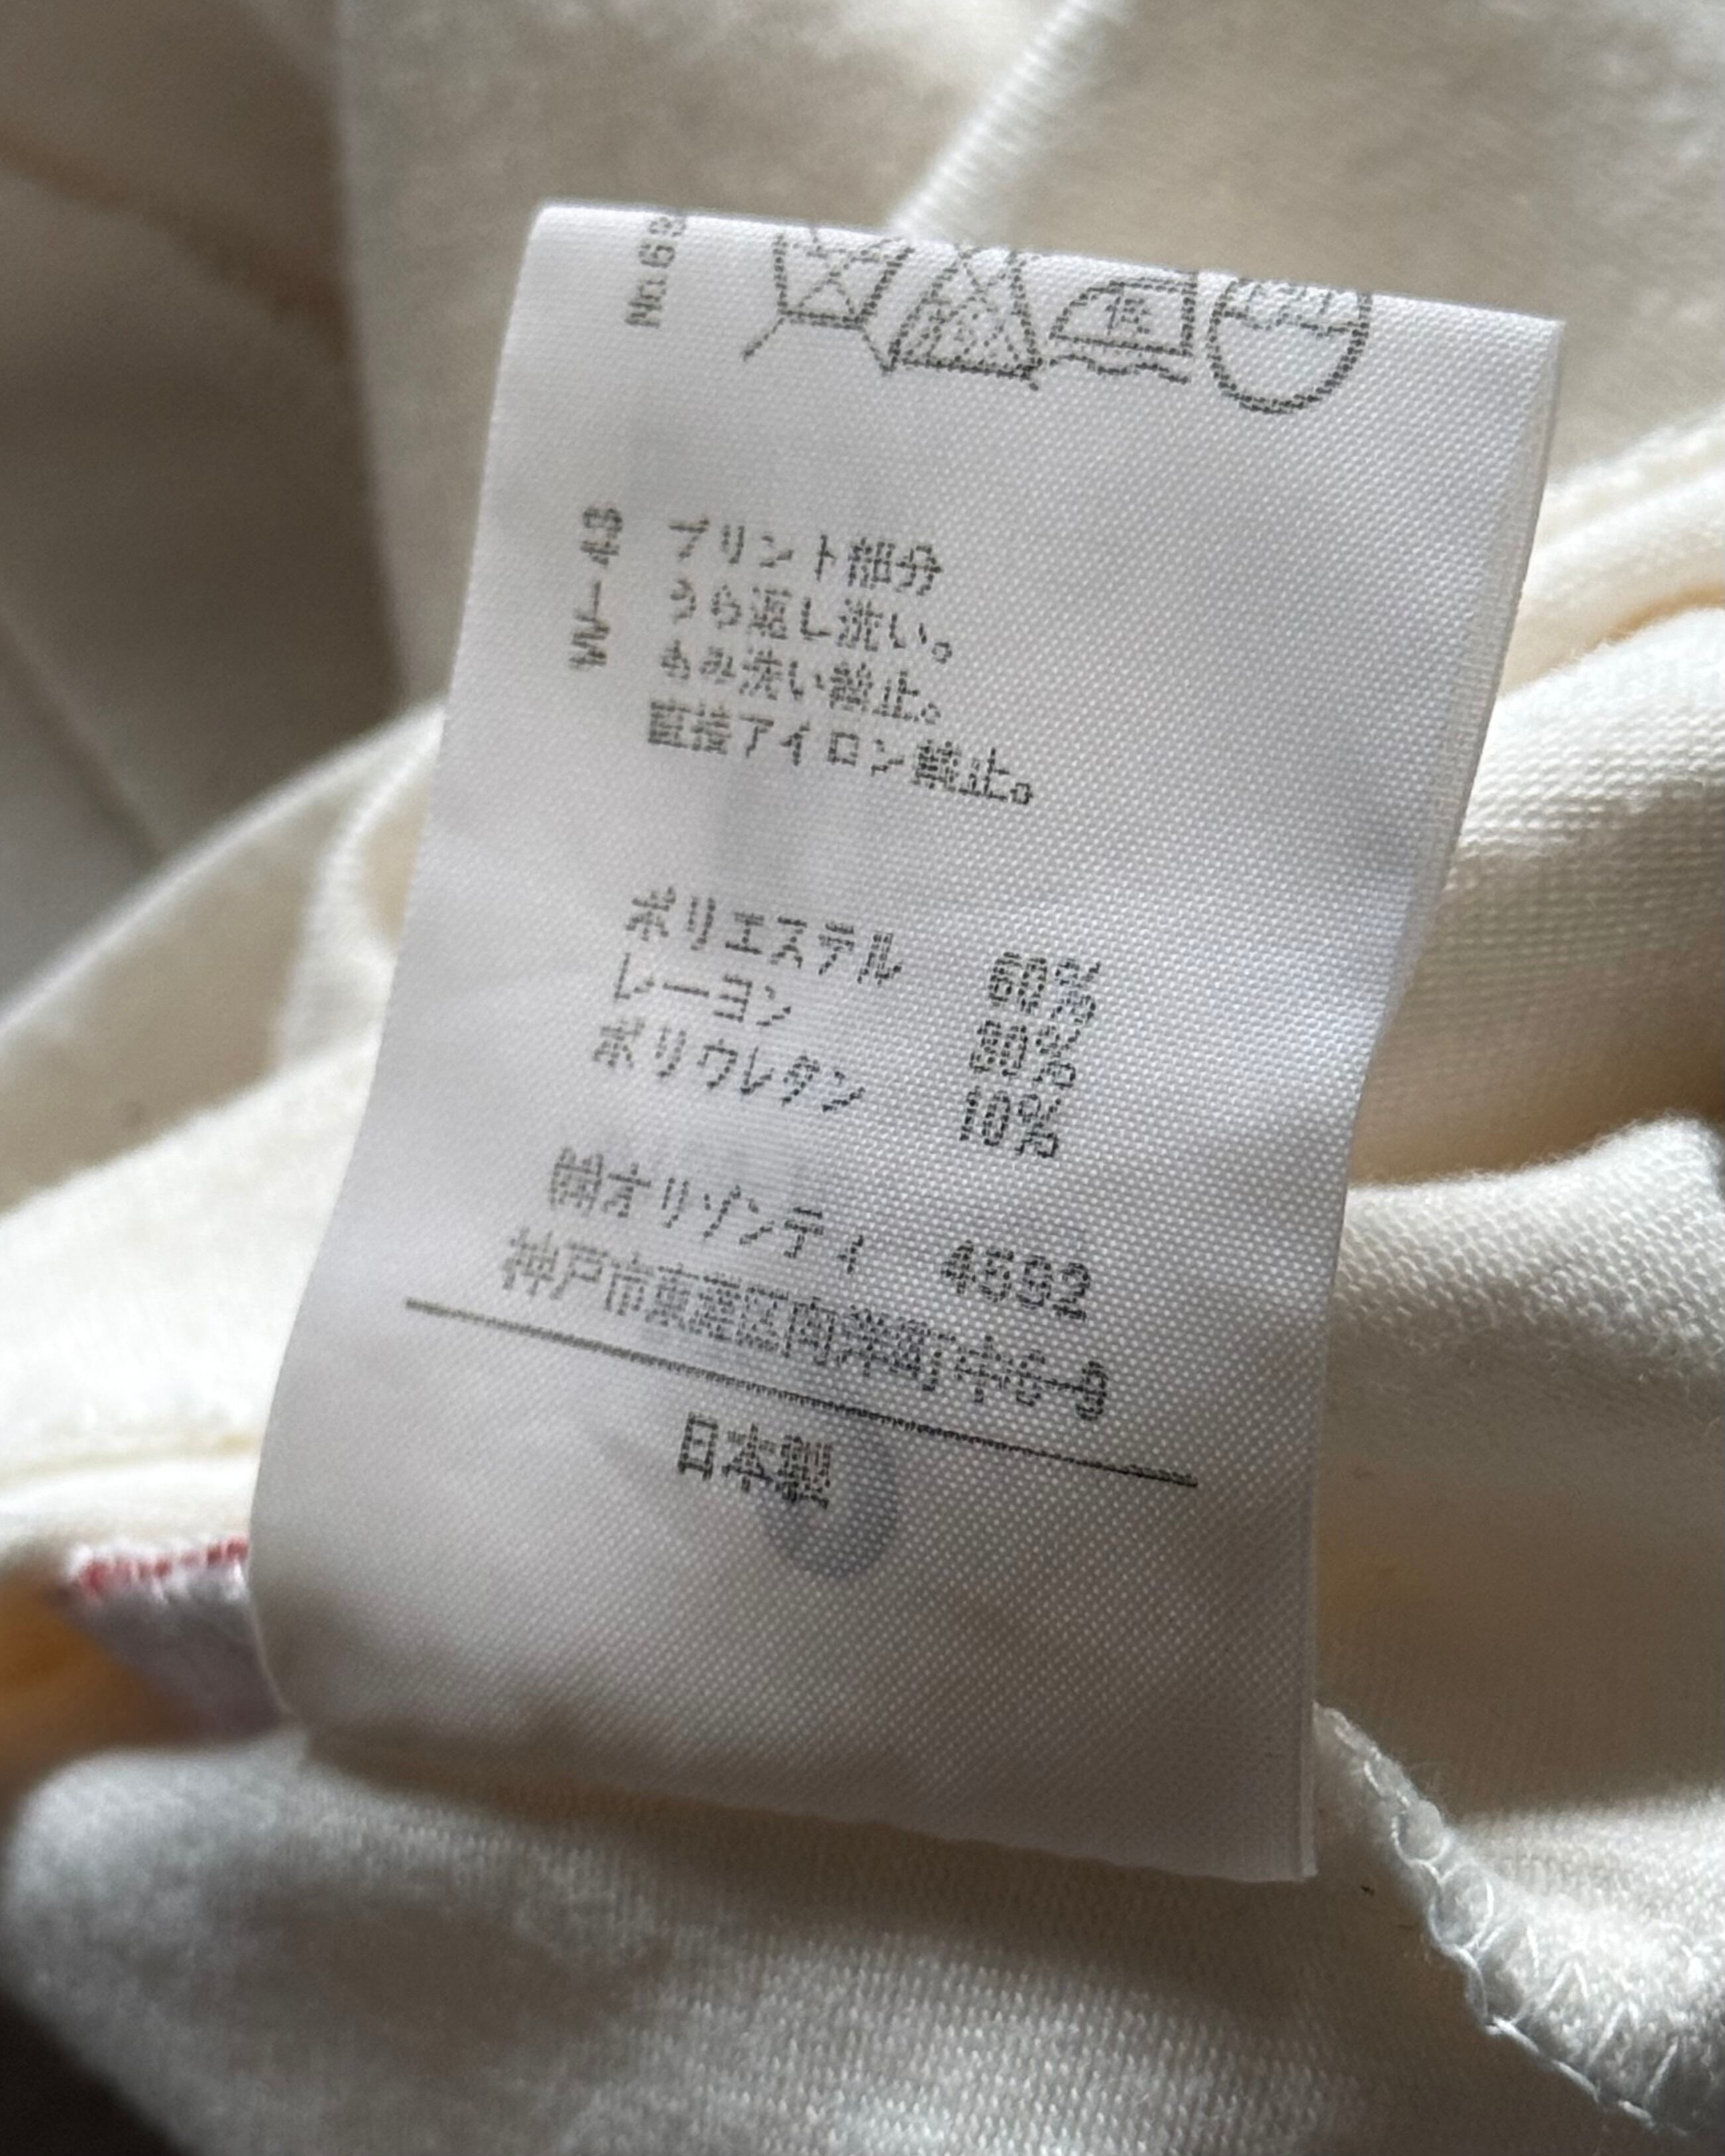 No.69
W-43
プリント部分
うら返し洗い。
もみ洗い禁止。
直接アイロン禁止。
ポリエステル 60%
レーヨン 30%
ポリウレタン 10%
㈱オリゾンティ 4592
神戸市東灘区向洋町中6-9
日本製